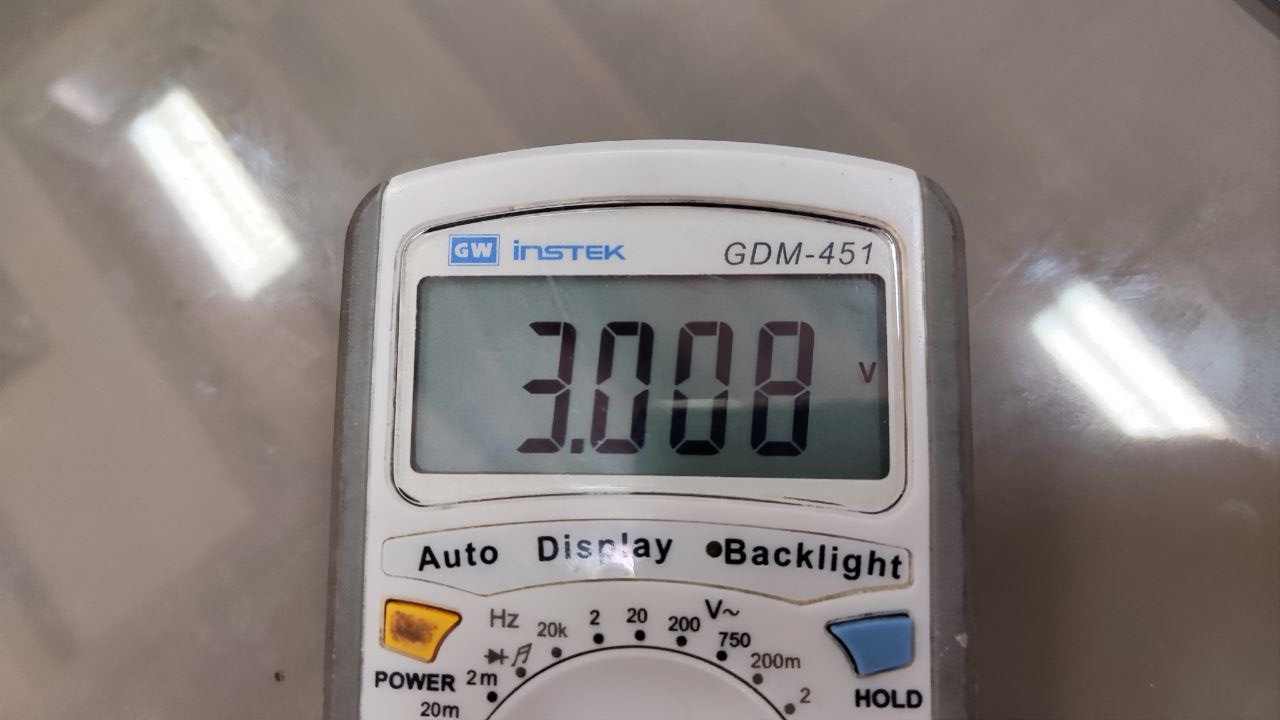 GW INSTEK GDM-451
3.008 V
Auto Display Backlight
Hz 20k 2 20 200 V~ 750 200m 2
2m
20m
POWER HOLD